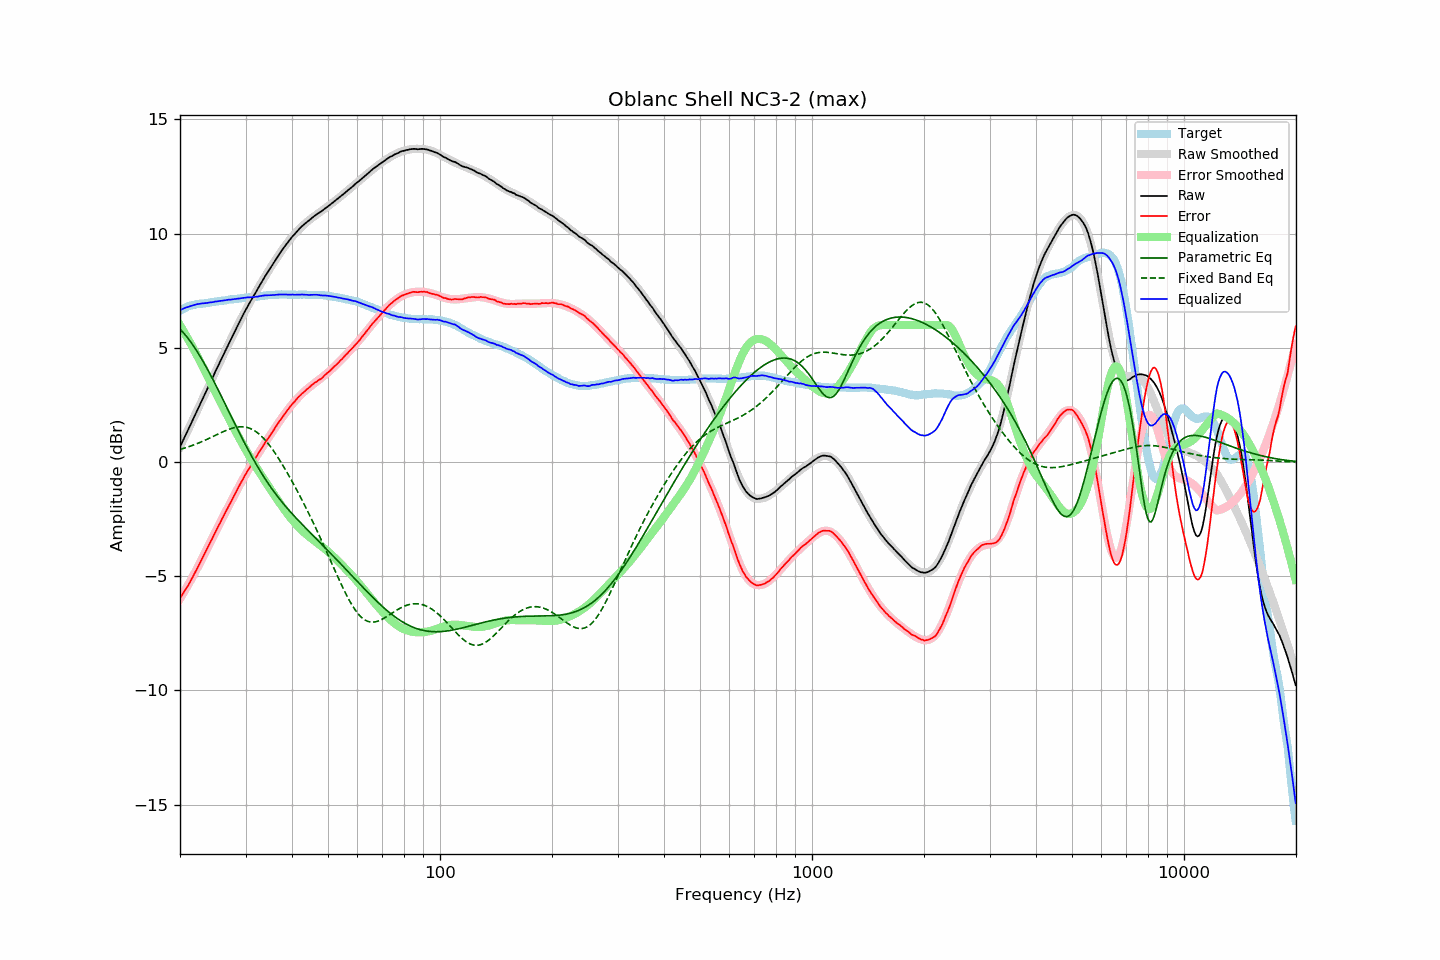 Oblanc Shell NC3-2 (max)
15
10
5
0
−5
−10
−15
Amplitude (dBr)
100
1000
10000
Frequency (Hz)
Target
Raw Smoothed
Error Smoothed
Raw
Error
Equalization
Parametric Eq
Fixed Band Eq
Equalized